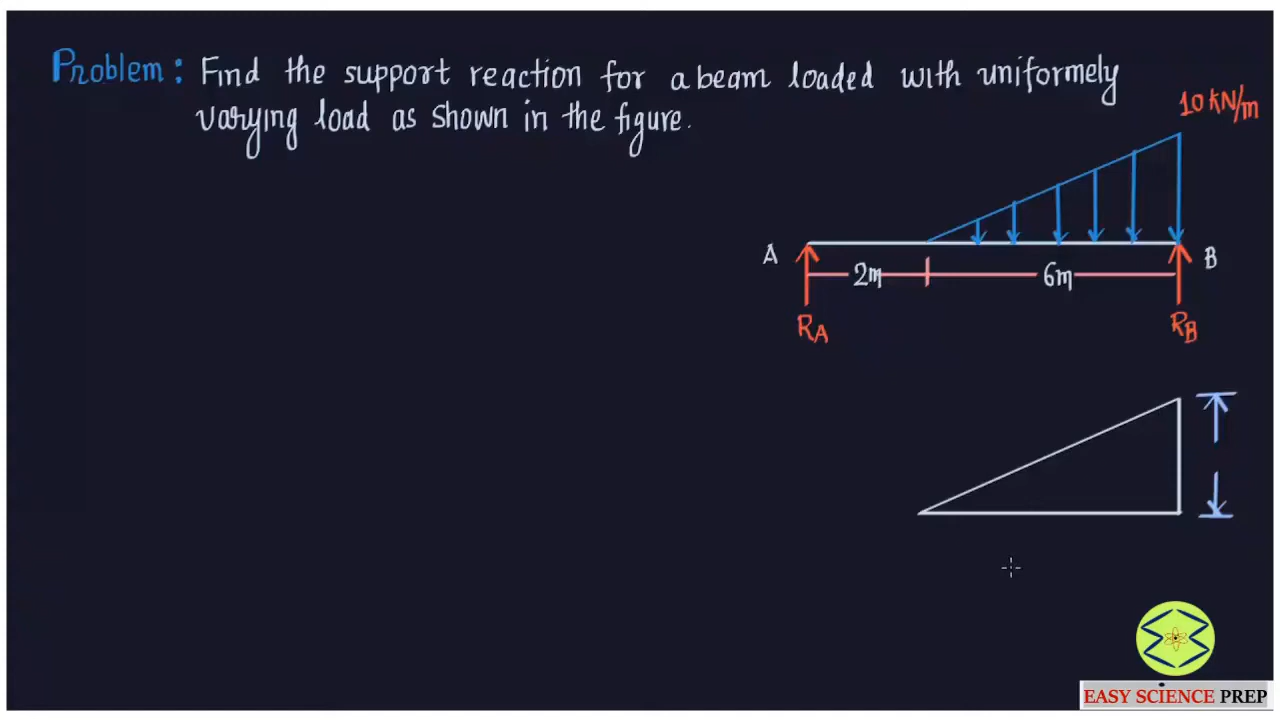 Problem: Find the support reaction for a beam loaded with uniformely
varying load as shown in the figure.
10 kN/m
A
B
2m
6m
RA
RB
EASY SCIENCE PREP